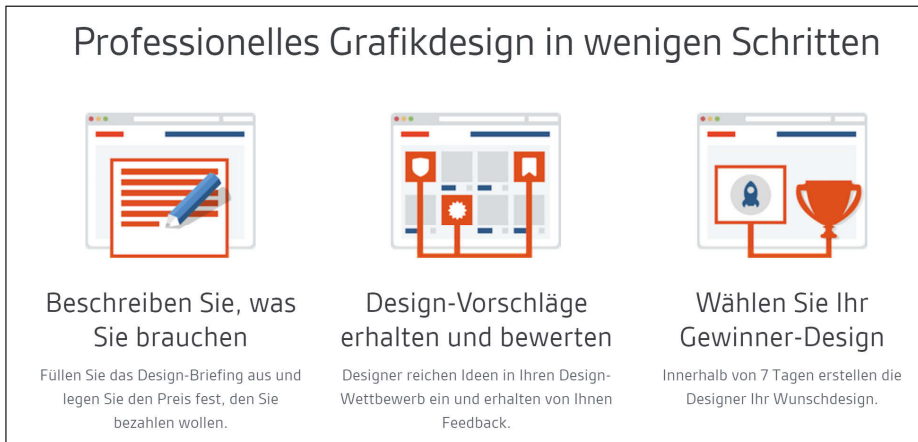 Professionelles Grafikdesign in wenigen Schritten
Beschreiben Sie, was
Sie brauchen
Füllen Sie das Design-Briefing aus und
legen Sie den Preis fest, den Sie
bezahlen wollen.
Design-Vorschläge
erhalten und bewerten
Designer reichen Ideen in Ihren Design-
Wettbewerb ein und erhalten von Ihnen
Feedback.
Wählen Sie Ihr
Gewinner-Design
Innerhalb von 7 Tagen erstellen die
Designer Ihr Wunschdesign.